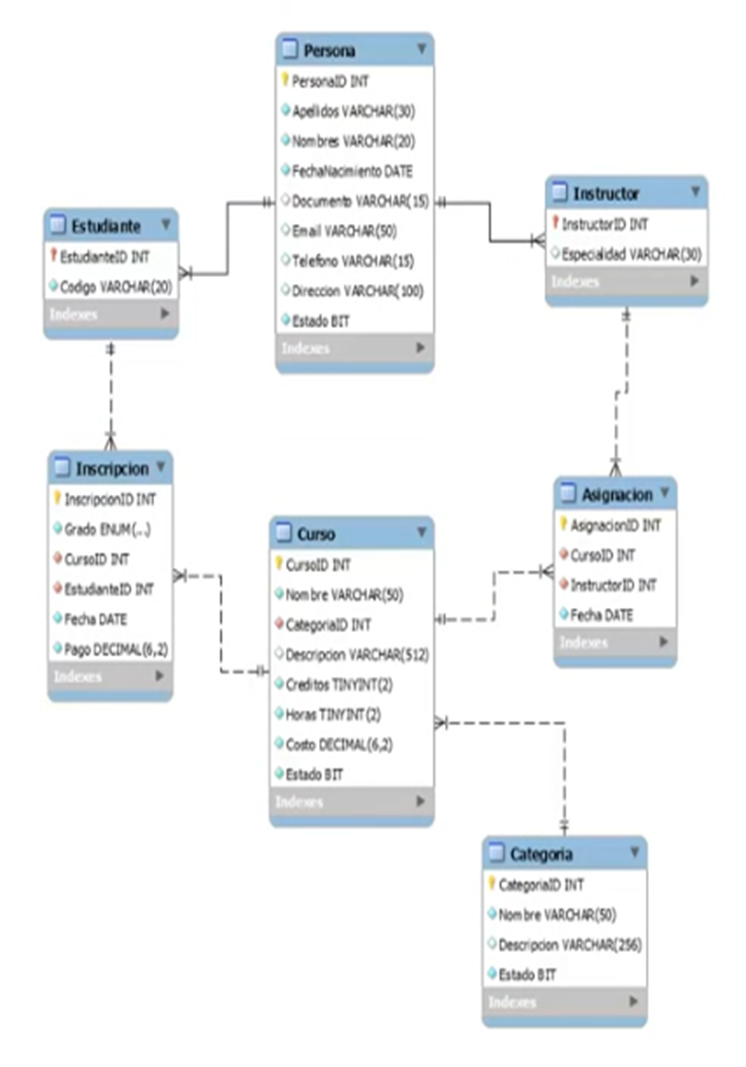 Persona
PersonaID INT
Apellidos VARCHAR(30)
Nombres VARCHAR(20)
FechaNacimiento DATE
Documento VARCHAR(15)
Email VARCHAR(50)
Telefono VARCHAR(15)
Direccion VARCHAR(100)
Estado BIT
Indexes
Instructor
InstructorID INT
Especialidad VARCHAR(30)
Indexes
Estudiante
EstudianteID INT
Codigo VARCHAR(20)
Indexes
Inscripcion
InscripcionID INT
Grado ENUM(...)
CursoID INT
EstudianteID INT
Fecha DATE
Pago DECIMAL(6,2)
Indexes
Curso
CursoID INT
Nombre VARCHAR(50)
CategoriaID INT
Descripcion VARCHAR(512)
Creditos TINYINT(2)
Horas TINYINT(2)
Costo DECIMAL(6,2)
Estado BIT
Indexes
Asignacion
AsignacionID INT
CursoID INT
InstructorID INT
Fecha DATE
Indexes
Categoria
CategoriaID INT
Nombre VARCHAR(50)
Descripcion VARCHAR(256)
Estado BIT
Indexes